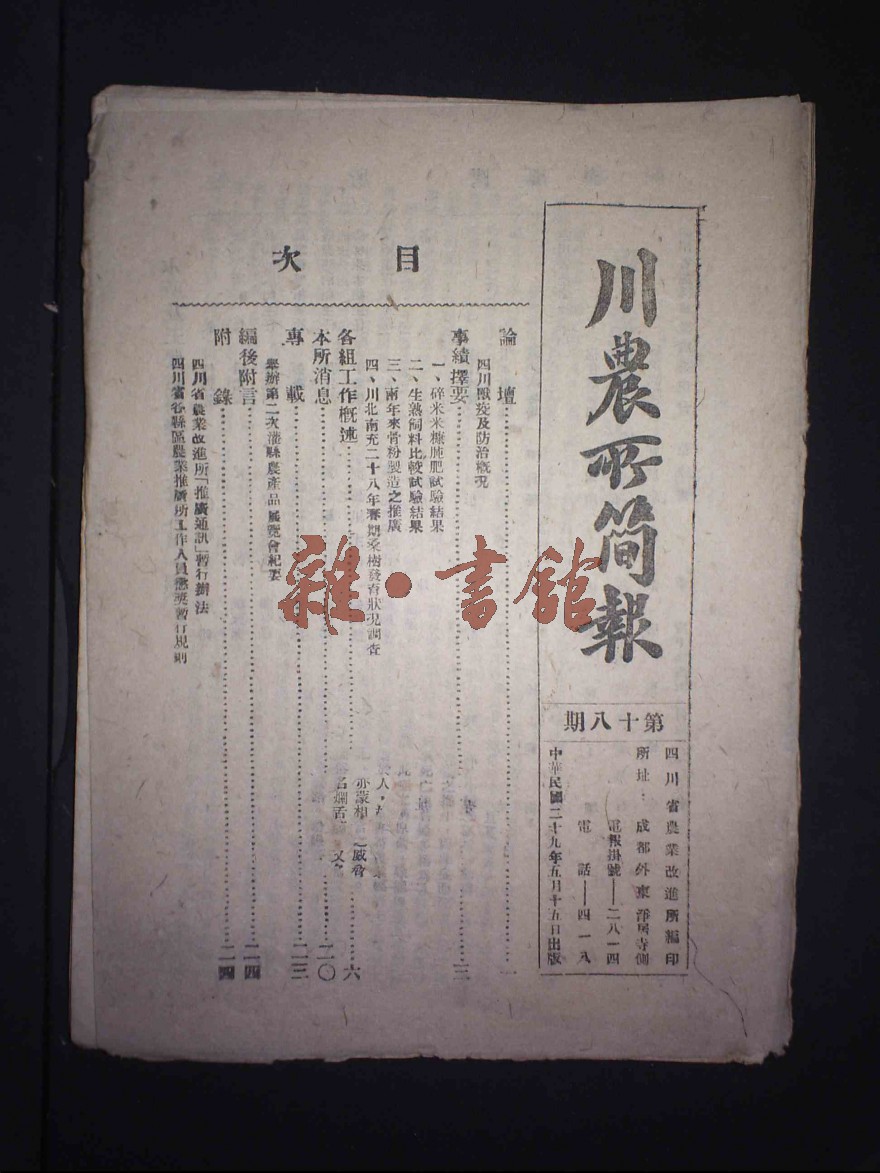 川農所简報
第十八期
四川省農業改進所編印
所址：成都外東淨居寺側
電報掛號——二八一四
電話——四一八
中華民國二十九年五月十五日出版
目次
論壇……一
四川獸疫及防治概况
事績擇要……三
一、碎米米糠肫肥試驗結果
二、生熟飼料比較試驗結果
三、兩年來骨粉製造之推廣
四、川北南充二十八年春期桑樹發育狀況調查
各組工作概述……六
本所消息……二〇
專載……二三
舉辦第二次潼縣農產品展覽會紀要
編後附言……二四
附錄……二四
四川省農業改進所「推廣通訊」暫行辦法
四川省各縣區農業推廣所工作人員懲獎暫行規則
雜·書館